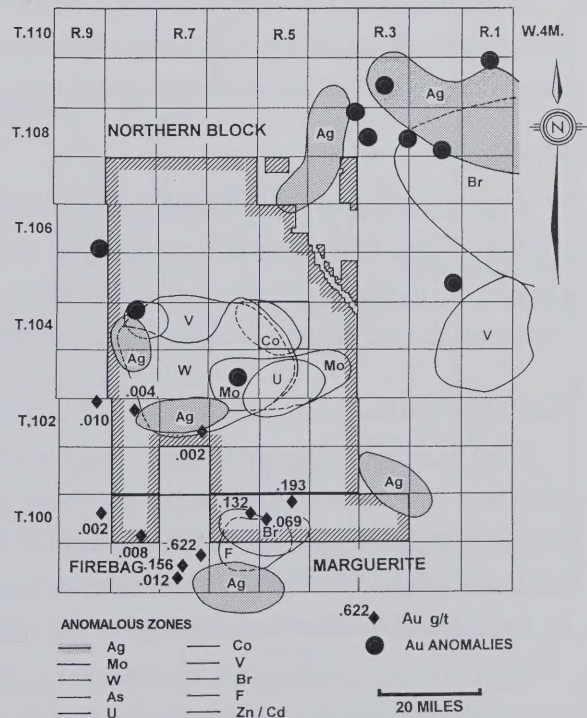 T.110 R.9 R.7 R.5 R.3 R.1 W.4M.
Ag
N
T.108 NORTHERN BLOCK Ag
Br
T.106
T.104 V Co V
Ag
W Mo Mo
U
.004
.010 Ag
T.102 .002
Ag
.193
.132
T.100 .069
.002 Br
.008 .622 F
FIREBAG .156 MARGUERITE
.012 Ag
ANOMALOUS ZONES .622 Au g/t
Ag Co Au ANOMALIES
Mo V
W Br
As F
U Zn / Cd
20 MILES